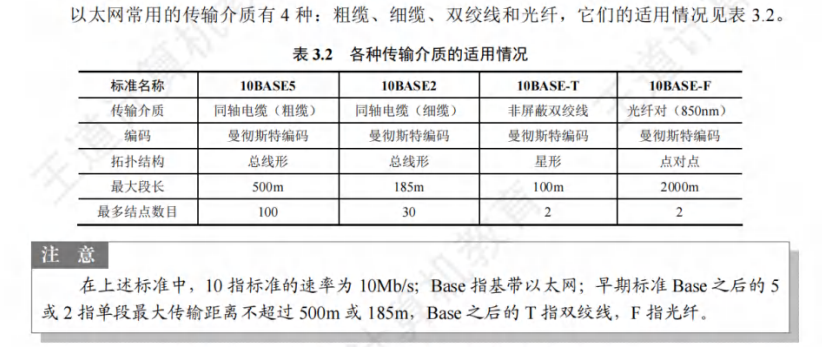 以太网常用的传输介质有 4 种：粗缆、细缆、双绞线和光纤，它们的适用情况见表 3.2。
表 3.2 各种传输介质的适用情况
标准名称 10BASE5 10BASE2 10BASE-T 10BASE-F
传输介质 同轴电缆（粗缆） 同轴电缆（细缆） 非屏蔽双绞线 光纤对（850nm）
编码 曼彻斯特编码 曼彻斯特编码 曼彻斯特编码 曼彻斯特编码
拓扑结构 总线形 总线形 星形 点对点
最大段长 500m 185m 100m 2000m
最多结点数目 100 30 2 2
注 意
在上述标准中，10 指标准的速率为 10Mb/s；Base 指基带以太网；早期标准 Base 之后的 5
或 2 指单段最大传输距离不超过 500m 或 185m，Base 之后的 T 指双绞线，F 指光纤。